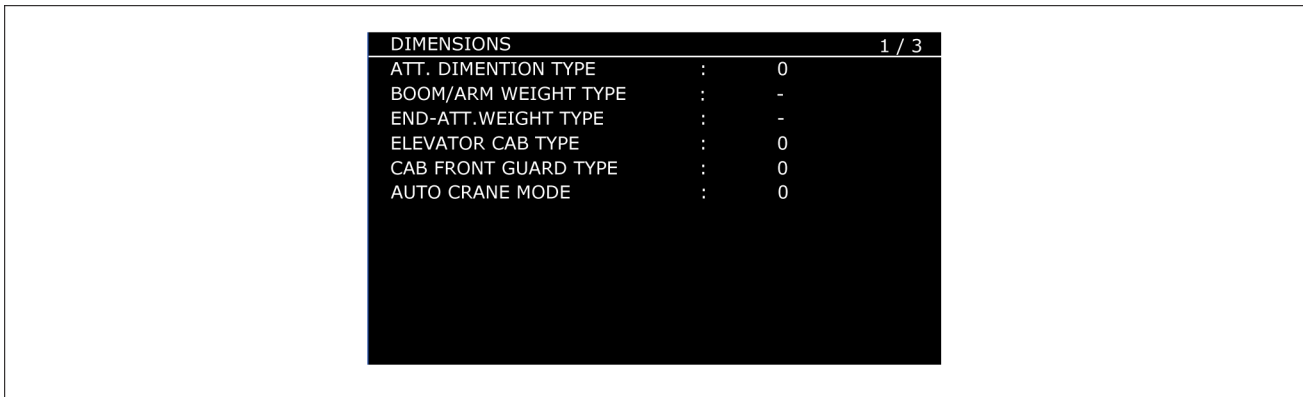 DIMENSIONS 1 / 3
ATT. DIMENTION TYPE : 0
BOOM/ARM WEIGHT TYPE : -
END-ATT.WEIGHT TYPE : -
ELEVATOR CAB TYPE : 0
CAB FRONT GUARD TYPE : 0
AUTO CRANE MODE : 0